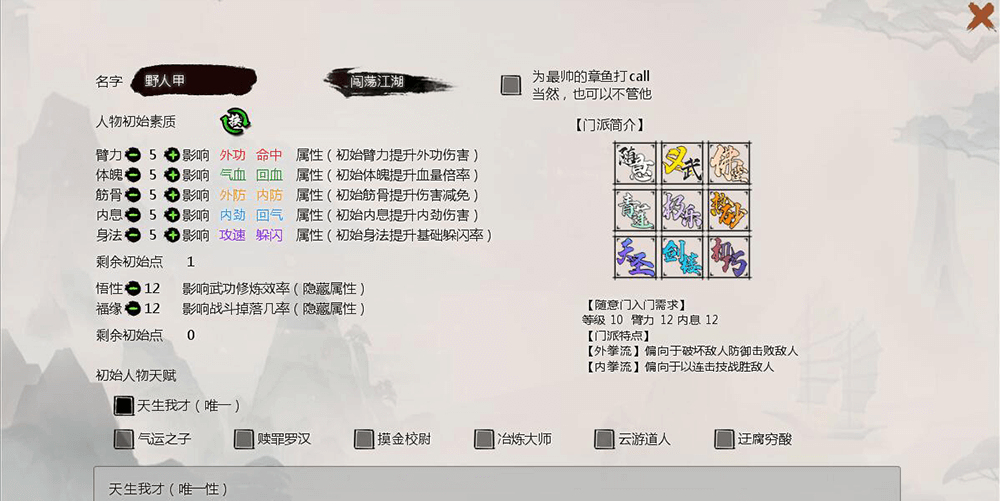 名字 野人甲 闯荡江湖
为最帅的章鱼打call
当然，也可以不管他
人物初始素质 换
【门派简介】
臂力 5 影响 外功 命中 属性（初始臂力提升外功伤害）
体魄 5 影响 气血 回血 属性（初始体魄提升血量倍率）
筋骨 5 影响 外防 内防 属性（初始筋骨提升伤害减免）
内息 5 影响 内劲 回气 属性（初始内息提升内劲伤害）
身法 5 影响 攻速 躲闪 属性（初始身法提升基础躲闪率）
剩余初始点 1
悟性 12 影响武功修炼效率（隐藏属性）
福缘 12 影响战斗掉落几率（隐藏属性）
剩余初始点 0
随意
青莲
天圣 剑楼
【随意门入门需求】
等级 10 臂力 12 内息 12
【门派特点】
【外拳流】偏向于破坏敌人防御击败敌人
【内拳流】偏向于以连击技战胜敌人
初始人物天赋
天生我才（唯一）
气运之子 赎罪罗汉 摸金校尉 冶炼大师 云游道人 迂腐穷酸
天生我才（唯一性）